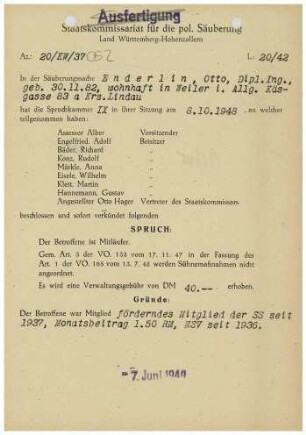 Ausfertigung
Staatskommissariat für die pol. Säuberung
Land Württemberg-Hohenzollern
Az.: 20/EW/37 052 L: 20/42
In der Säuberungssache Enderlin, Otto, Dipl.Ing.,
geb. 30.11.82, wohnhaft in Weiler i. Allg. Käs-
gasse 83 a Krs.Lindau
hat die Spruchkammer IX in ihrer Sitzung am 6.10.1948 an welcher
teilgenommen haben:
Assessor Alber Vorsitzender
Engelfried, Adolf Beisitzer
Bäder, Richard "
Konz, Rudolf "
Märkle, Anna "
Eisele, Wilhelm "
Klett, Martin "
Hannemann, Gustav "
Angestellter Otto Hager Vertreter des Staatskommissars
beschlossen und sofort verkündet folgenden
SPRUCH:
Der Betroffene ist Mitläufer.
Gem. Art. 3 der VO. 133 vom 17. 11. 47 in der Fassung des
Art. 1 der VO. 165 vom 13. 7. 48 werden Sühnemaßnahmen nicht
angeordnet.
Es wird eine Verwaltungsgebühr von DM 40.-- erhoben.
Gründe:
Der Betroffene war Mitglied förderndes Mitglied der SS seit
1937, Monatsbeitrag 1.50 RM, NSV seit 1936.
-7. Juni 1949